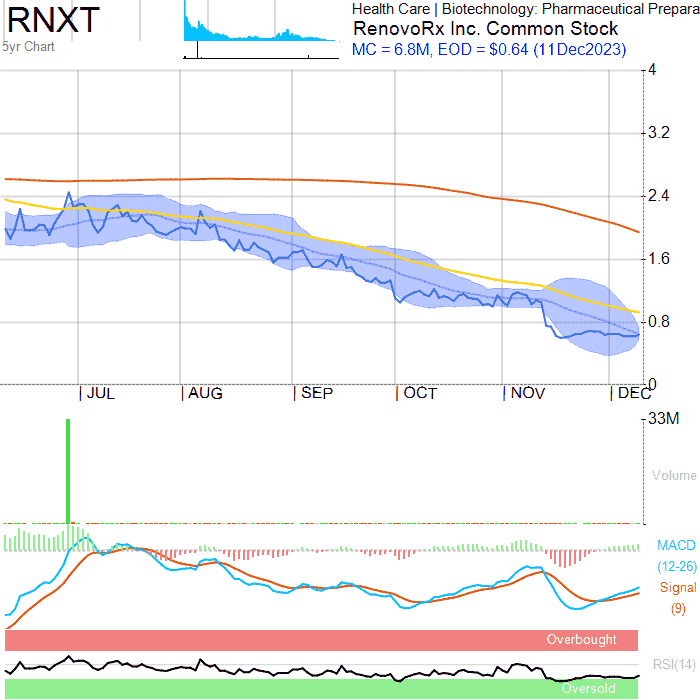 RNXT
Health Care | Biotechnology: Pharmaceutical Prepara
RenovoRx Inc. Common Stock
5yr Chart
MC = 6.8M, EOD = $0.64 (11Dec2023)
4
3.2
2.4
1.6
0.8
0
JUL
AUG
SEP
OCT
NOV
DEC
33M
Volume
MACD
(12-26)
Signal
(9)
Overbought
RSI(14)
Oversold